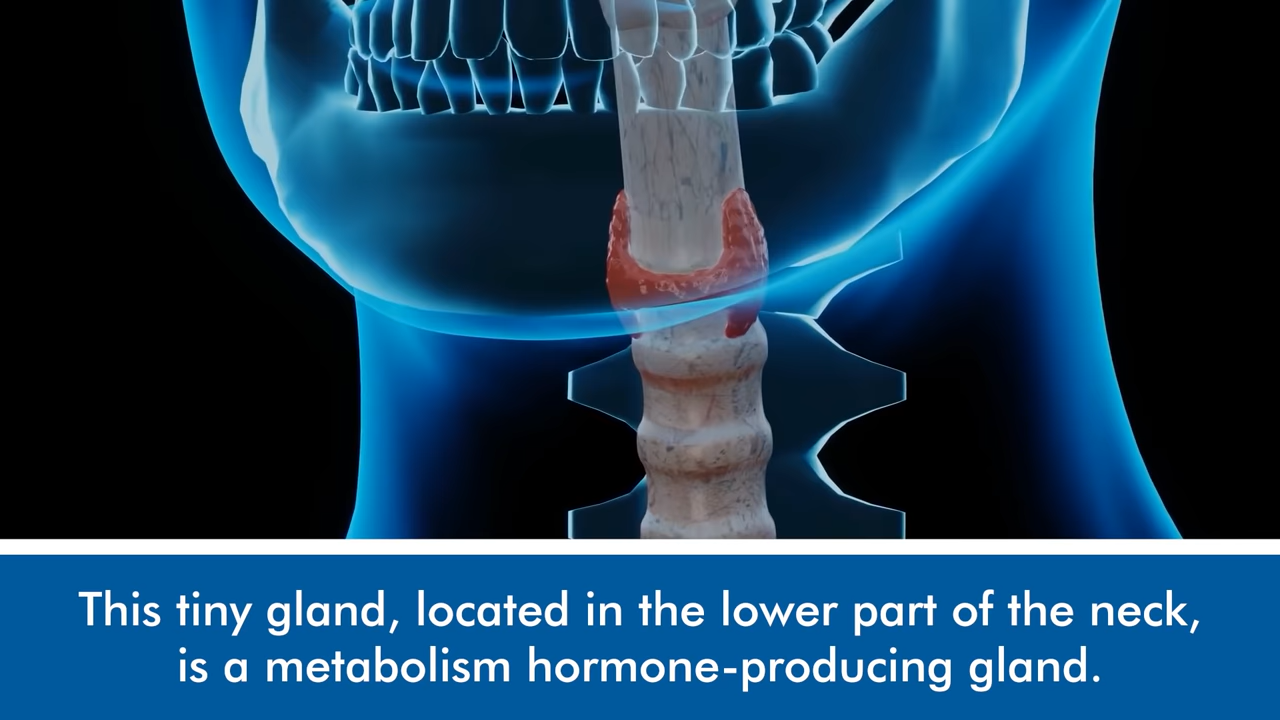 This tiny gland, located in the lower part of the neck,
is a metabolism hormone-producing gland.